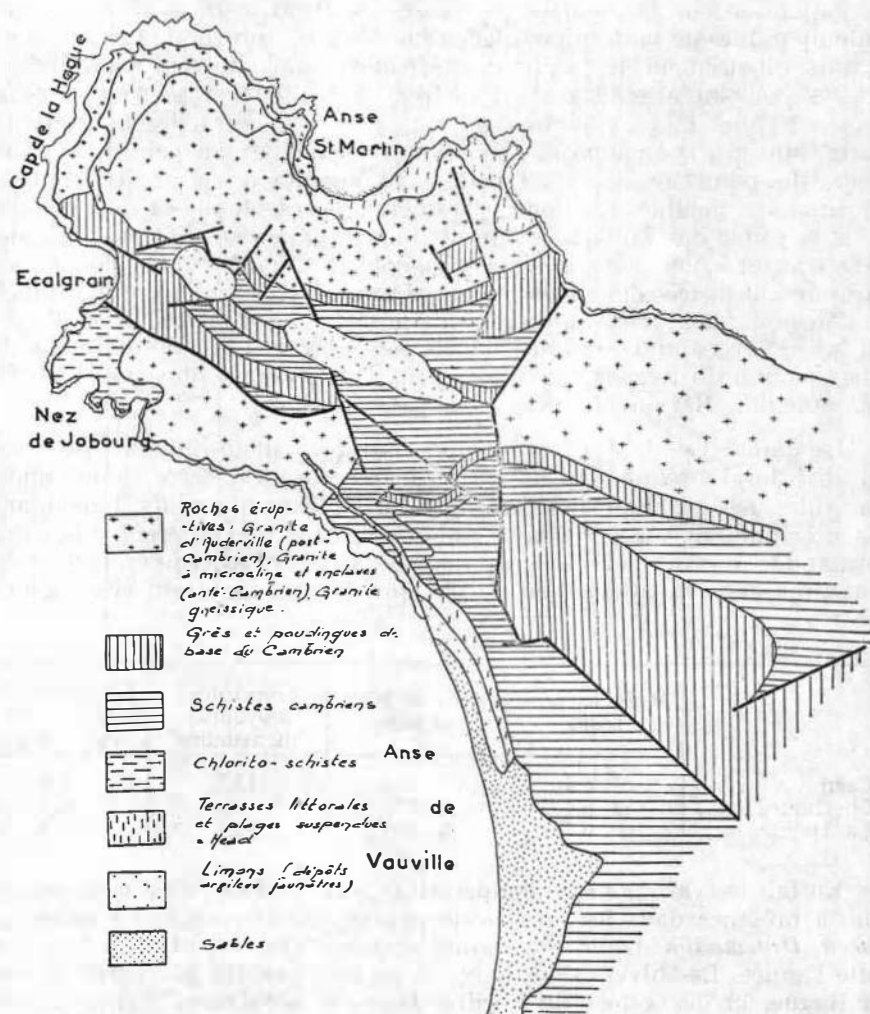 Cap de la Hague
Anse
St Martin
Ecalgrain
Nez
de Jobourg
Roches érup-
-tives: Granite
d'Auderville (post-
Cambrien), Granite
à microcline et enclaves
(anté-Cambrien), Granite
gneissique.
Grès et poudingues de
base du Cambrien
Schistes cambriens
Chlorito-schistes
Terrasses littorales
et plages suspendues
- Head
Limons (dépôts
argileux jaunâtres)
Sables
Anse
de
Vauville